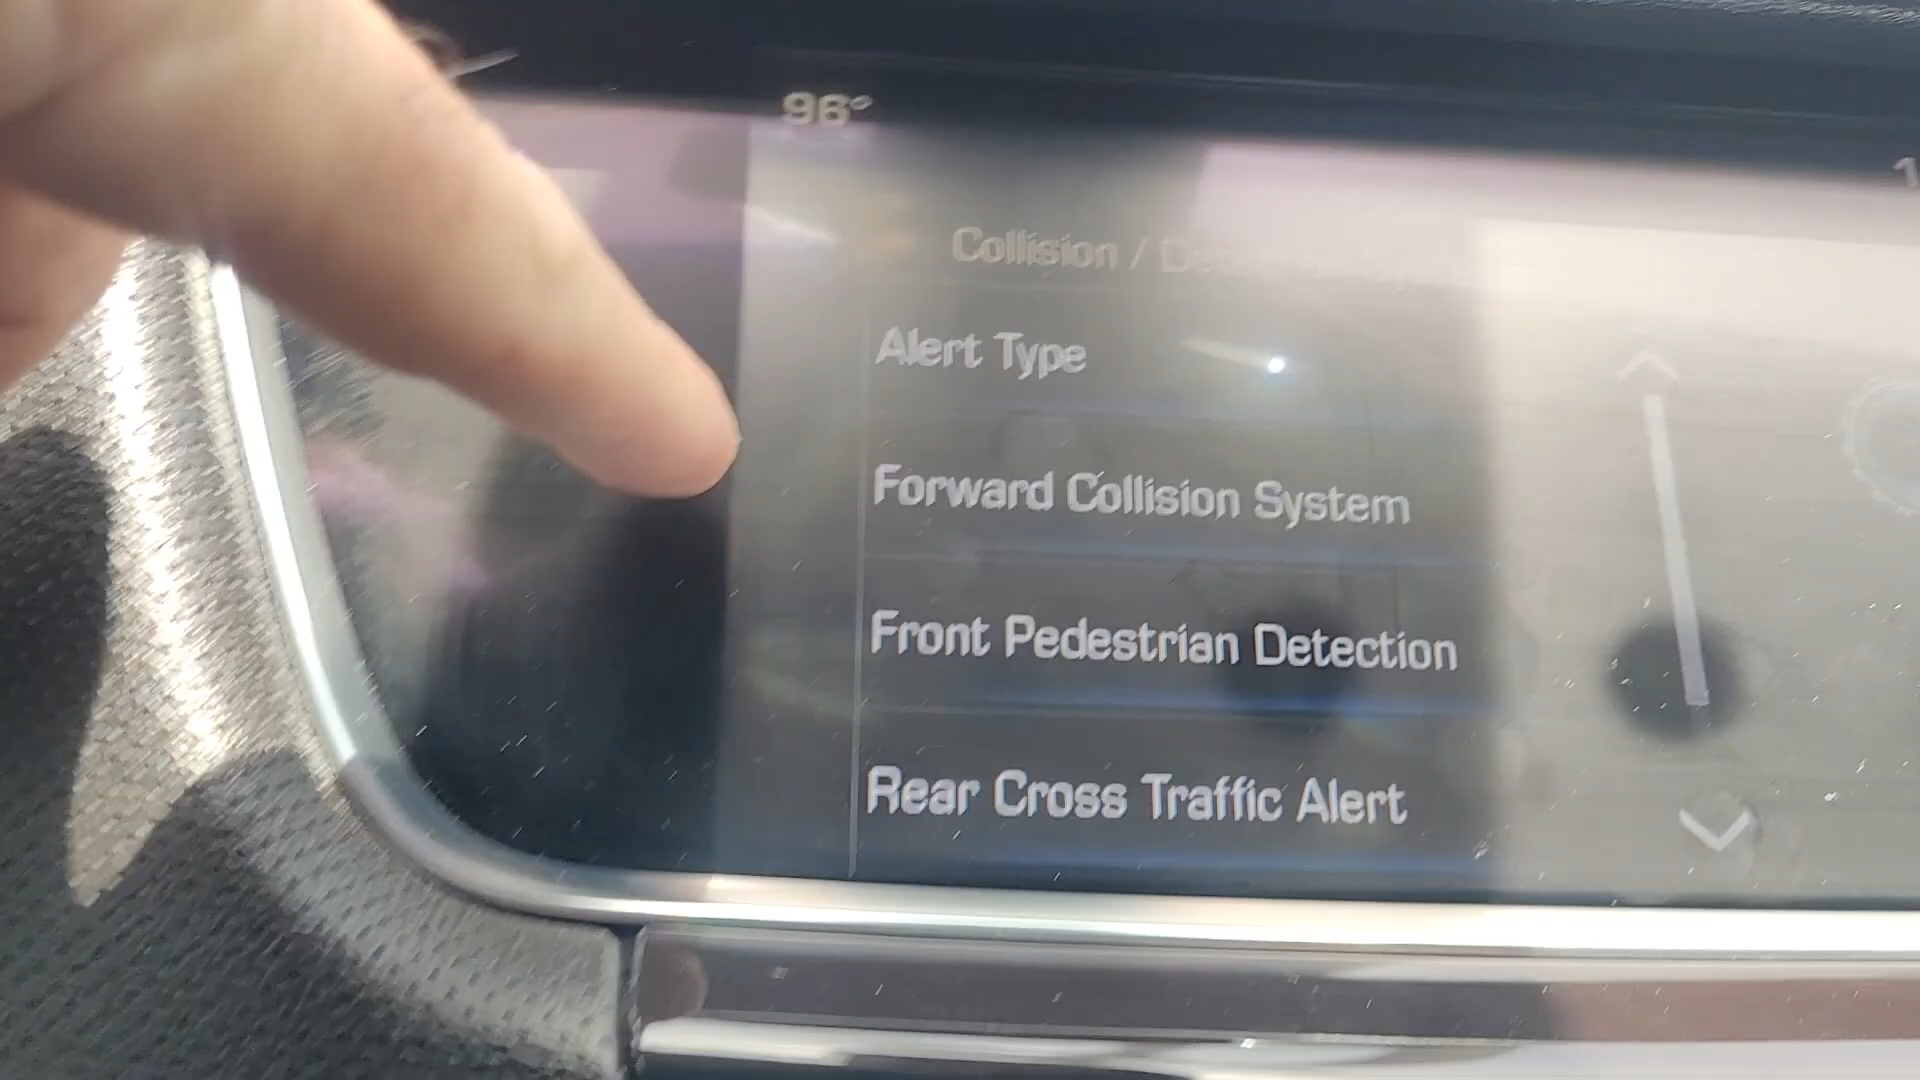 96°
Collision /
Alert Type
Forward Collision System
Front Pedestrian Detection
Rear Cross Traffic Alert